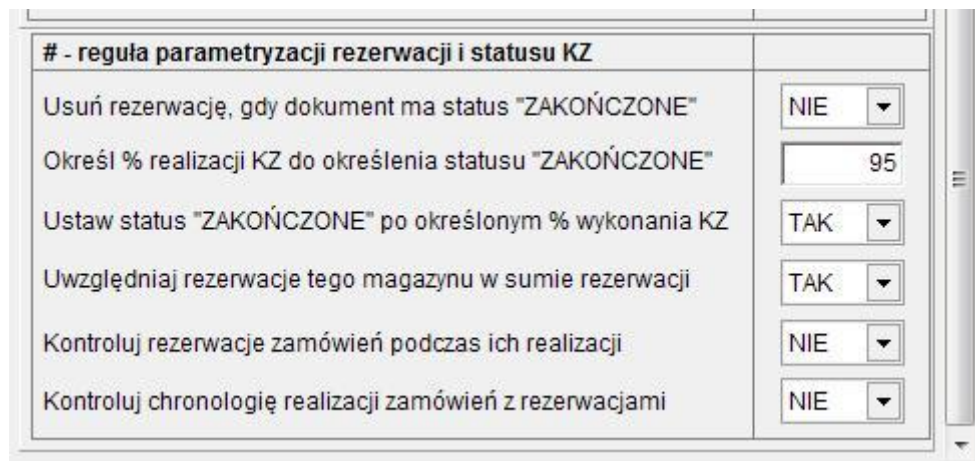 # - reguła parametryzacji rezerwacji i statusu KZ
Usuń rezerwację, gdy dokument ma status "ZAKOŃCZONE" NIE
Określ % realizacji KZ do określenia statusu "ZAKOŃCZONE" 95
Ustaw status "ZAKOŃCZONE" po określonym % wykonania KZ TAK
Uwzględniaj rezerwacje tego magazynu w sumie rezerwacji TAK
Kontroluj rezerwacje zamówień podczas ich realizacji NIE
Kontroluj chronologię realizacji zamówień z rezerwacjami NIE